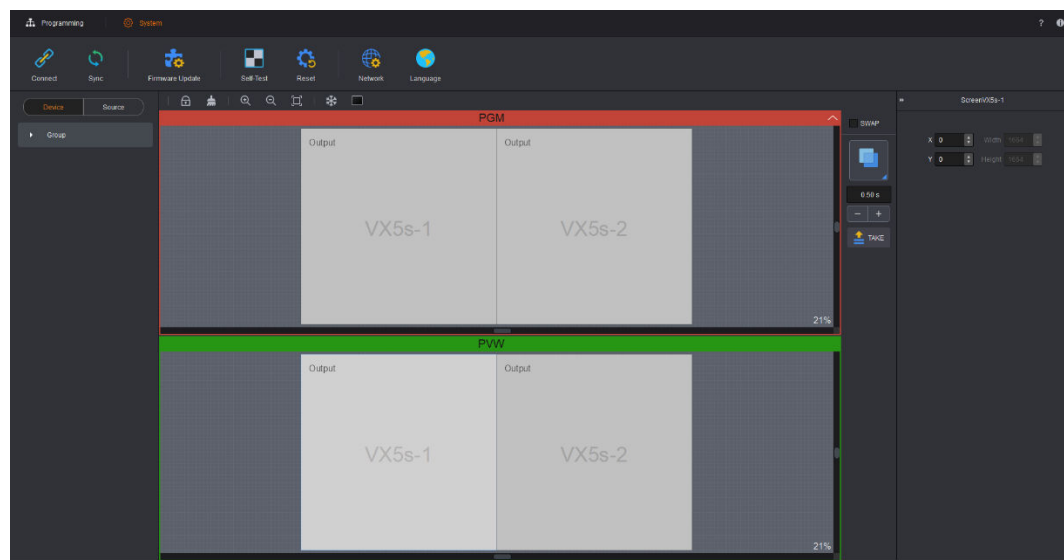 Programming System ?
Connect Sync Firmware Update Self-Test Reset Network Language
Device Source
Group
PGM
Output Output
VX5s-1 VX5s-2
21%
PVW
Output Output
VX5s-1 VX5s-2
21%
SWAP
0.50 s
- +
TAKE
ScreenVX5s-1
X 0 Width
Y 0 Height